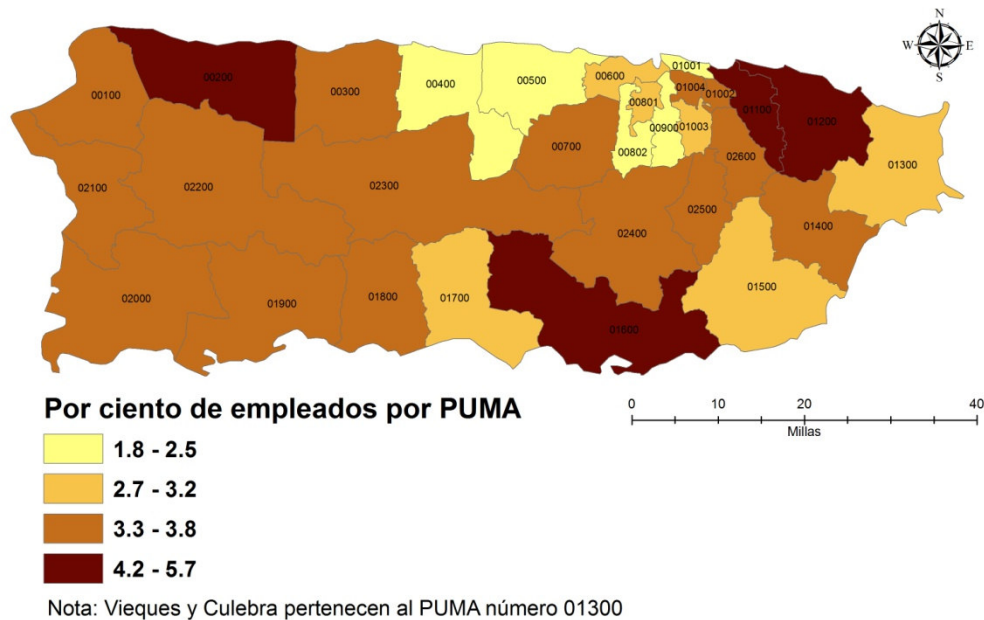 N
W E
S
00100
00200
00300
00400
00500
00600
01001
01004
01002
00801
00900
01003
00802
00700
01100
01200
01300
02600
02100
02200
02300
02400
02500
01400
01500
02000
01900
01800
01700
01600
Por ciento de empleados por PUMA
0 10 20 40
Millas
1.8 - 2.5
2.7 - 3.2
3.3 - 3.8
4.2 - 5.7
Nota: Vieques y Culebra pertenecen al PUMA número 01300